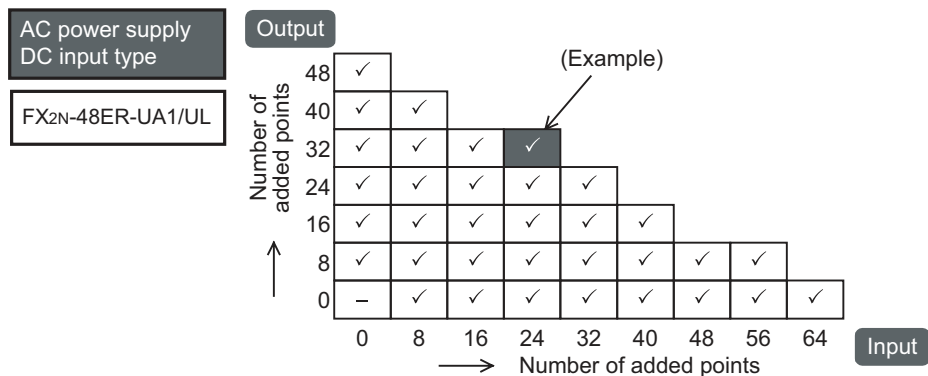 AC power supply
DC input type
FX2N-48ER-UA1/UL
Output
(Example)
Number of
added points
48 ✓
40 ✓ ✓
32 ✓ ✓ ✓ ✓
24 ✓ ✓ ✓ ✓ ✓
16 ✓ ✓ ✓ ✓ ✓ ✓
8 ✓ ✓ ✓ ✓ ✓ ✓ ✓ ✓
0 – ✓ ✓ ✓ ✓ ✓ ✓ ✓ ✓
0 8 16 24 32 40 48 56 64
Number of added points
Input